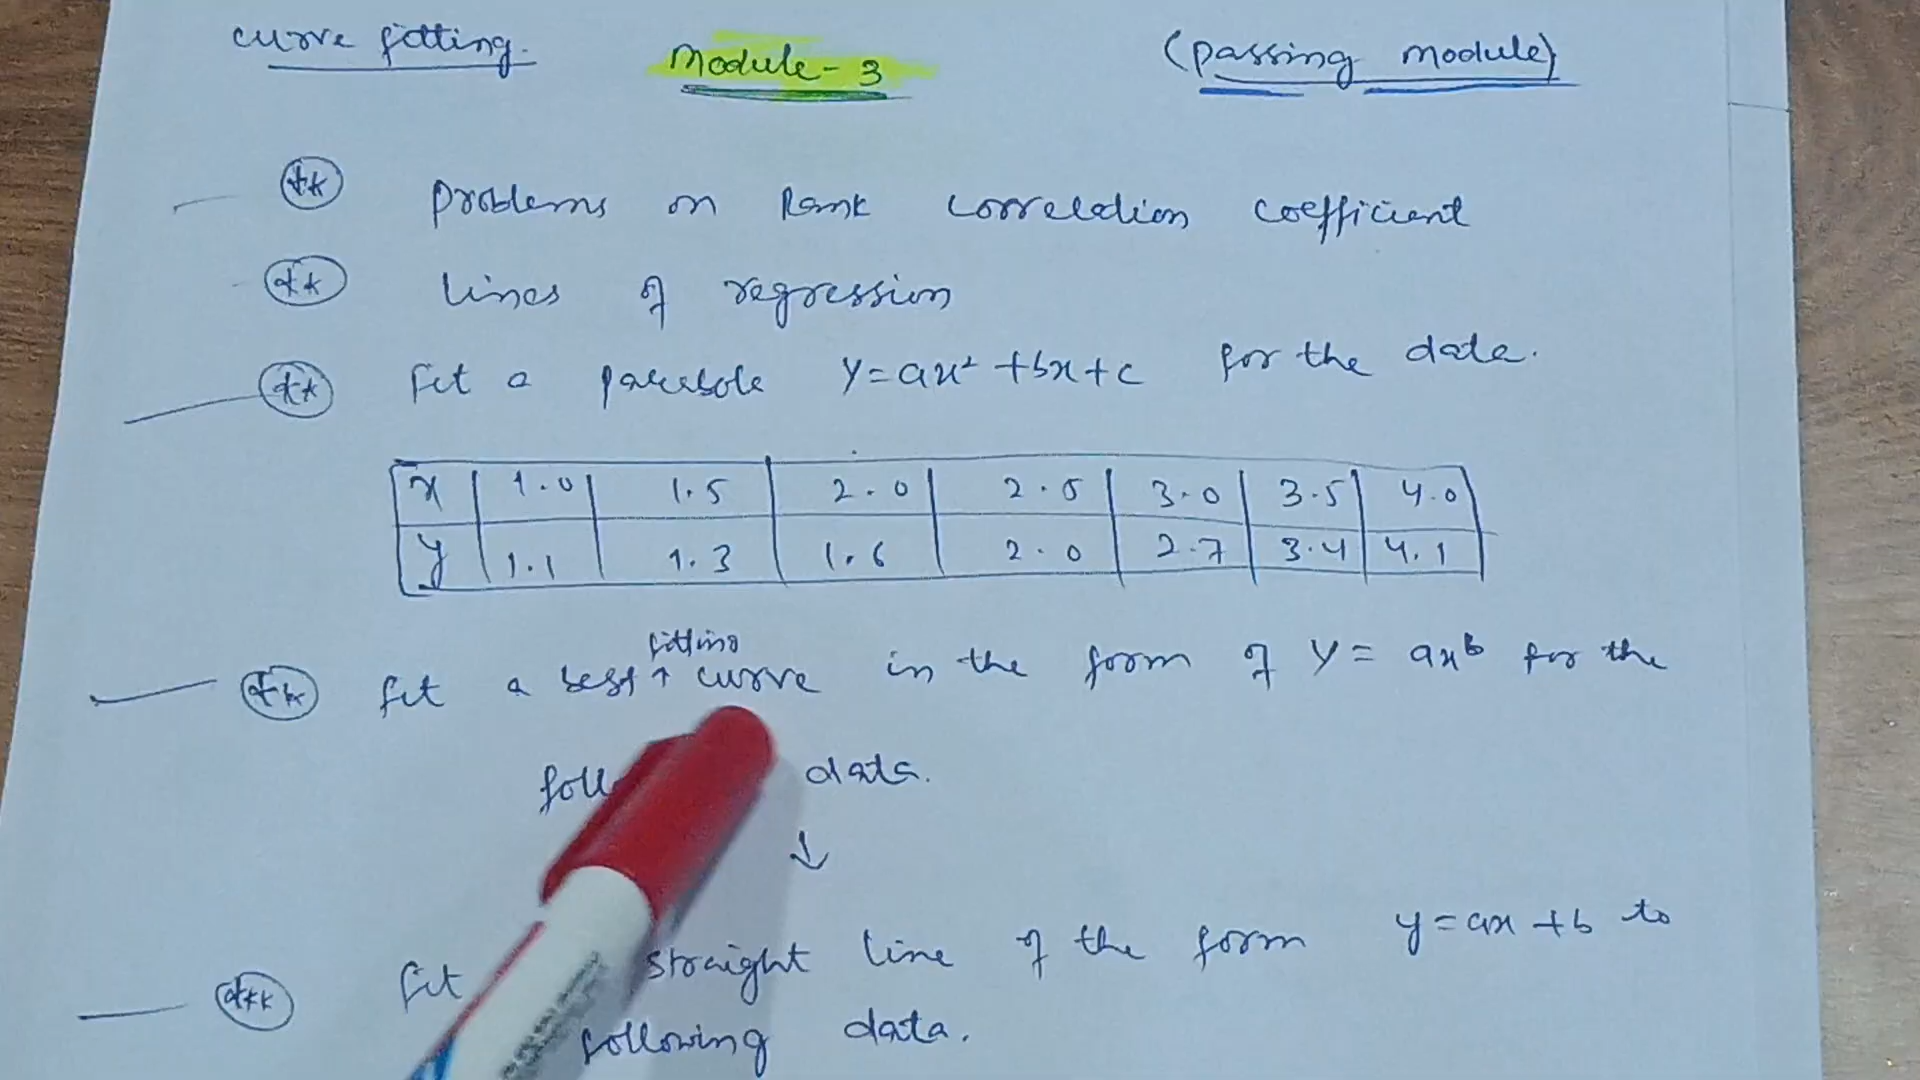 curve fitting. Module-3 (passing module)
** problems on Rank correlation coefficient
** lines of regression
** fit a parabola y=ax²+bx+c for the data.
x 1.0 1.5 2.0 2.5 3.0 3.5 4.0
y 1.1 1.3 1.6 2.0 2.7 3.4 4.1
fitting
** fit a best ↑ curve in the form of y = ax^b for the
data.
↓
*** fit straight line of the form y=ax+b to
following data.